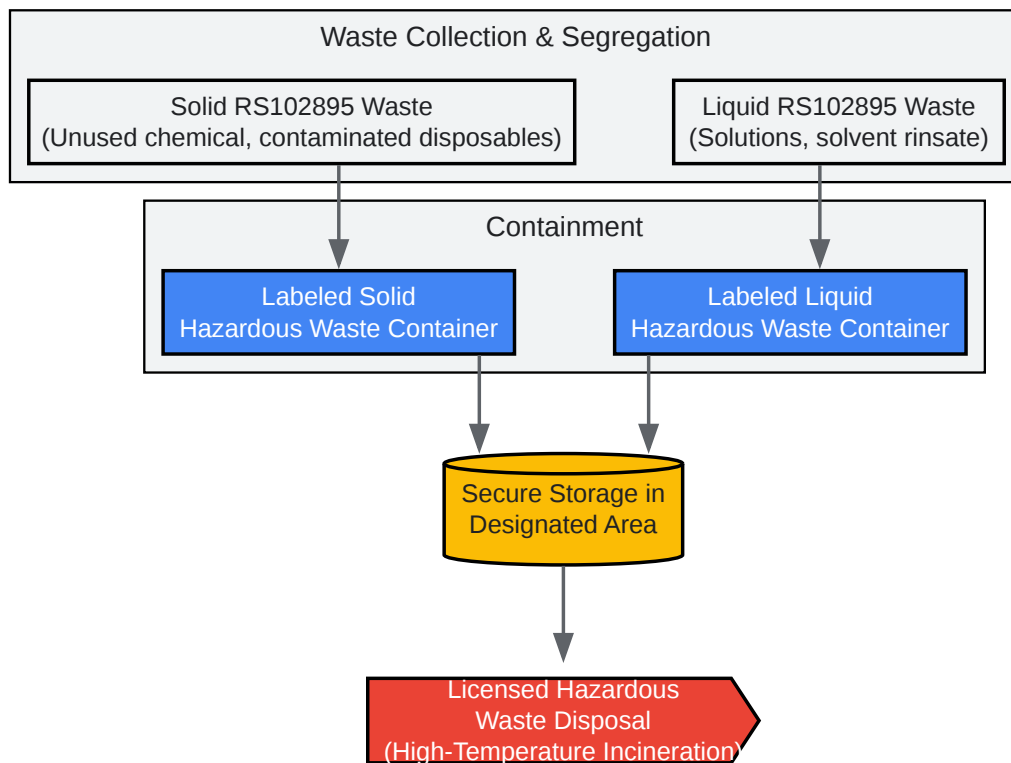 Waste Collection & Segregation
Solid RS102895 Waste
(Unused chemical, contaminated disposables)
Liquid RS102895 Waste
(Solutions, solvent rinsate)
Containment
Labeled Solid
Hazardous Waste Container
Labeled Liquid
Hazardous Waste Container
Secure Storage in
Designated Area
Licensed Hazardous
Waste Disposal
(High-Temperature Incineration)